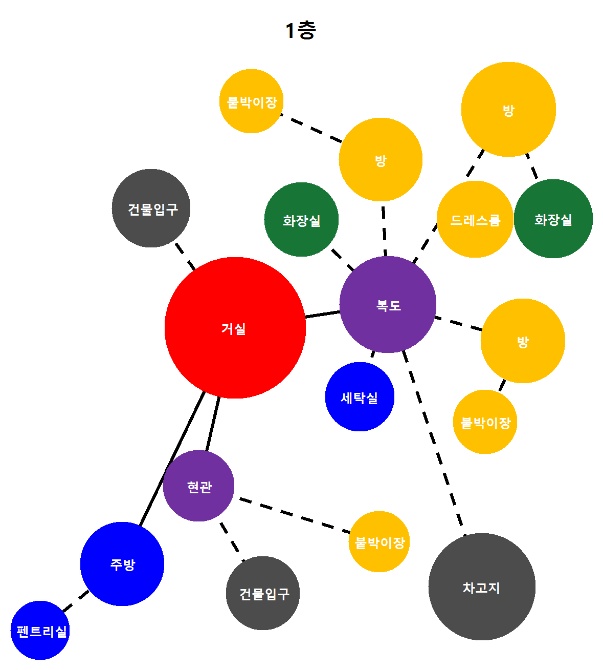 1층
붙박이장
방
방
건물입구
화장실
드레스룸
화장실
복도
거실
방
세탁실
붙박이장
현관
붙박이장
주방
건물입구
차고지
펜트리실